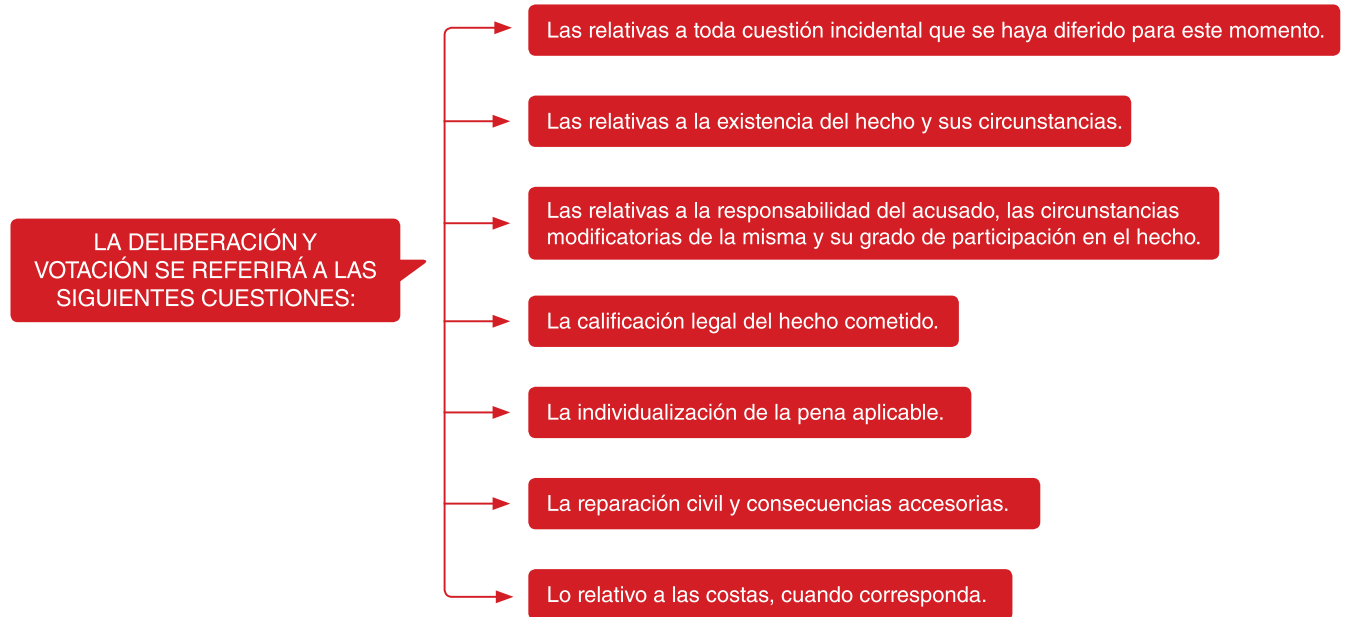 LA DELIBERACIÓN Y
VOTACIÓN SE REFERIRÁ A LAS
SIGUIENTES CUESTIONES:
Las relativas a toda cuestión incidental que se haya diferido para este momento.
Las relativas a la existencia del hecho y sus circunstancias.
Las relativas a la responsabilidad del acusado, las circunstancias
modificatorias de la misma y su grado de participación en el hecho.
La calificación legal del hecho cometido.
La individualización de la pena aplicable.
La reparación civil y consecuencias accesorias.
Lo relativo a las costas, cuando corresponda.